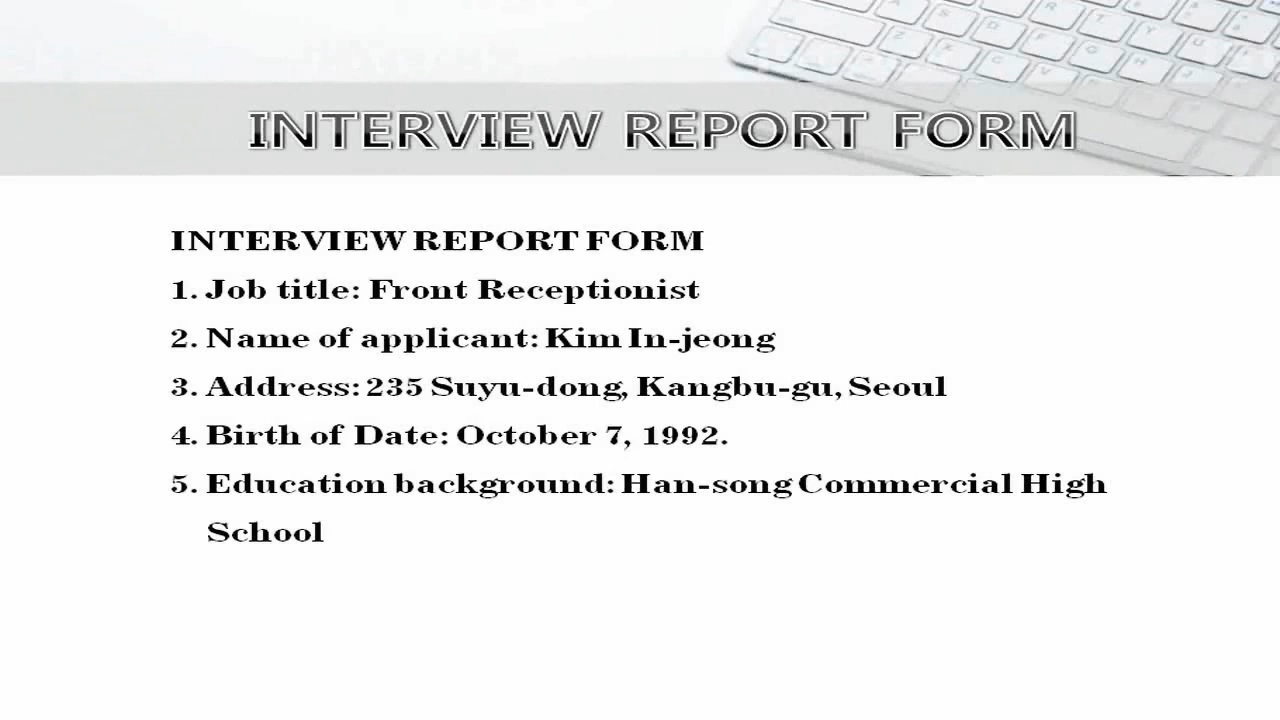 INTERVIEW REPORT FORM
INTERVIEW REPORT FORM
1. Job title: Front Receptionist
2. Name of applicant: Kim In-jeong
3. Address: 235 Suyu-dong, Kangbu-gu, Seoul
4. Birth of Date: October 7, 1992.
5. Education background: Han-song Commercial High
School